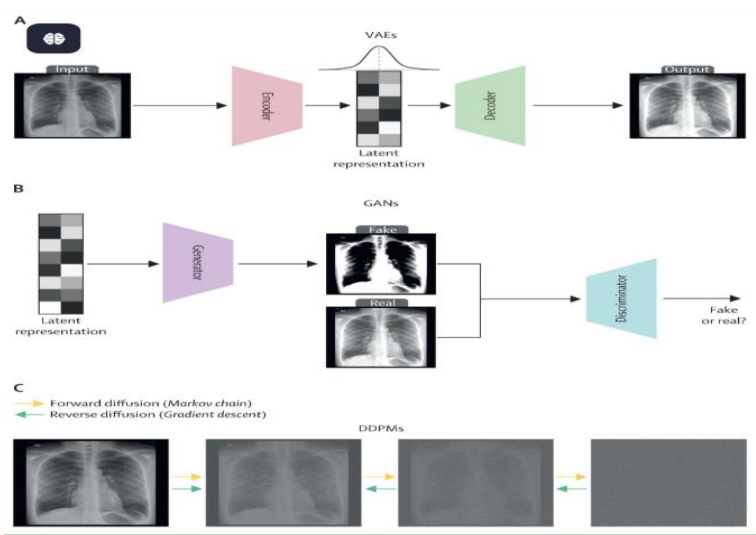 A
VAEs
Input
Encoder
Latent
representation
Decoder
Output
B
GANs
Latent
representation
Generator
Fake
Real
Discriminator
Fake
or real?
C
Forward diffusion (Markov chain)
Reverse diffusion (Gradient descent)
DDPMs